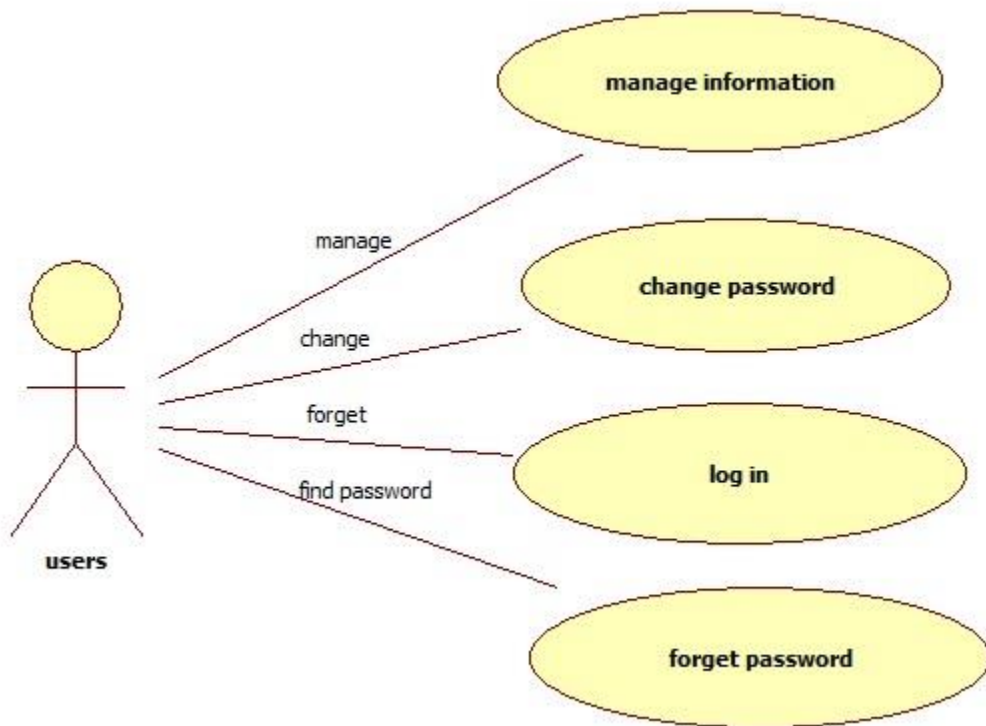 manage information
manage
change password
change
forget
log in
find password
users
forget password